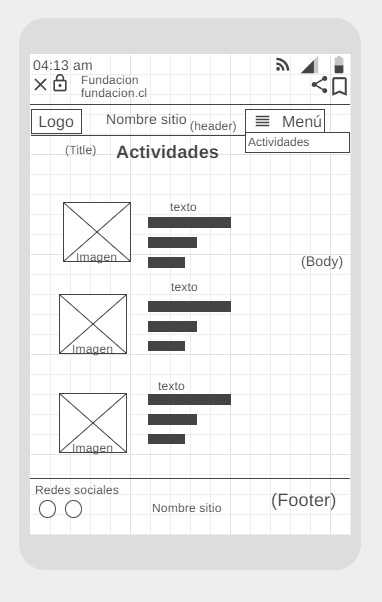 04:13 am
Fundacion
fundacion.cl
Logo
Nombre sitio (header)
Menú
Actividades
(Title) Actividades
texto
Imagen
(Body)
texto
Imagen
texto
Imagen
Redes sociales
Nombre sitio
(Footer)